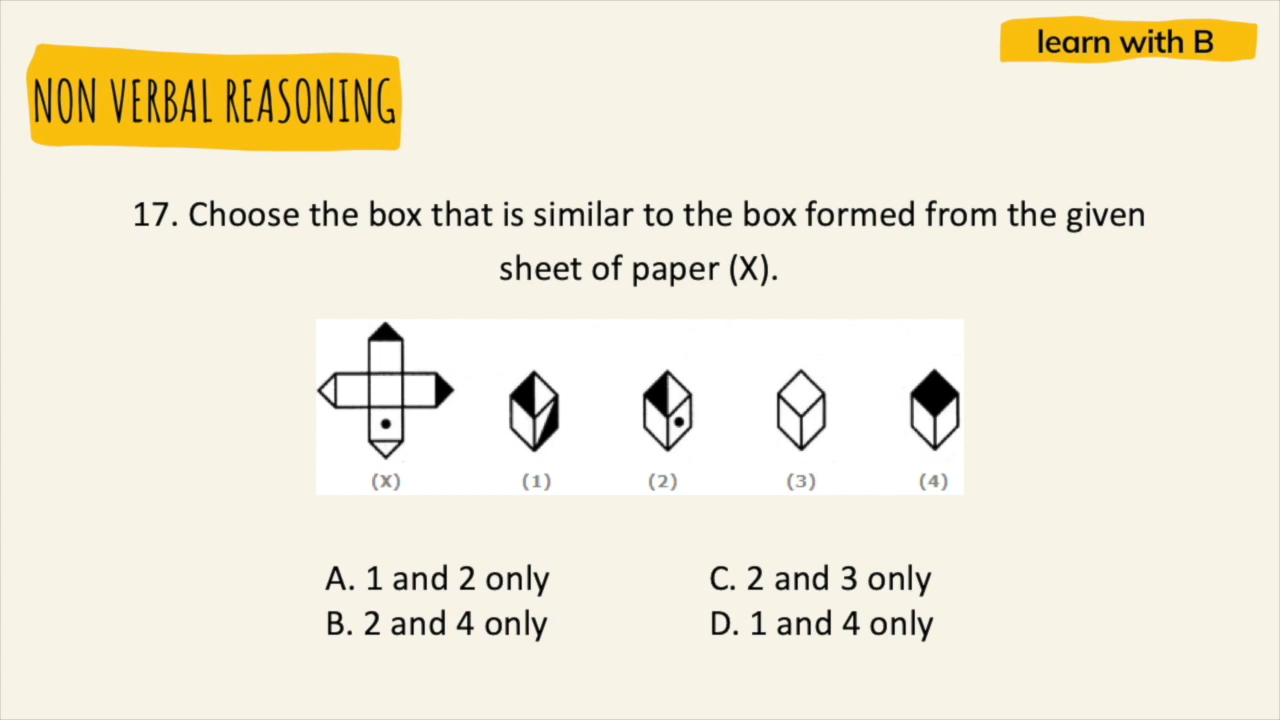 learn with B
NON VERBAL REASONING
17. Choose the box that is similar to the box formed from the given
sheet of paper (X).
(X) (1) (2) (3) (4)
A. 1 and 2 only
B. 2 and 4 only
C. 2 and 3 only
D. 1 and 4 only